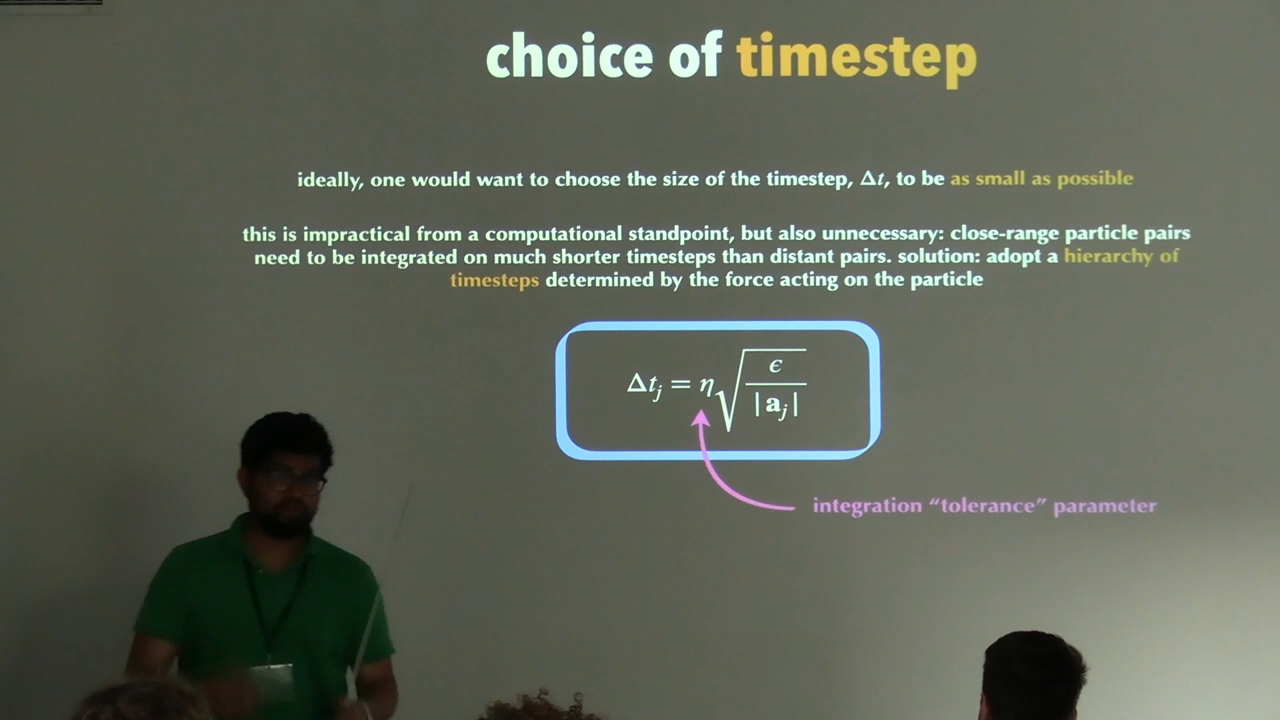 choice of timestep
ideally, one would want to choose the size of the timestep, Δt, to be as small as possible
this is impractical from a computational standpoint, but also unnecessary: close-range particle pairs
need to be integrated on much shorter timesteps than distant pairs. solution: adopt a hierarchy of
timesteps determined by the force acting on the particle
Δt_j = η√(ϵ/|a_j|)
integration “tolerance” parameter